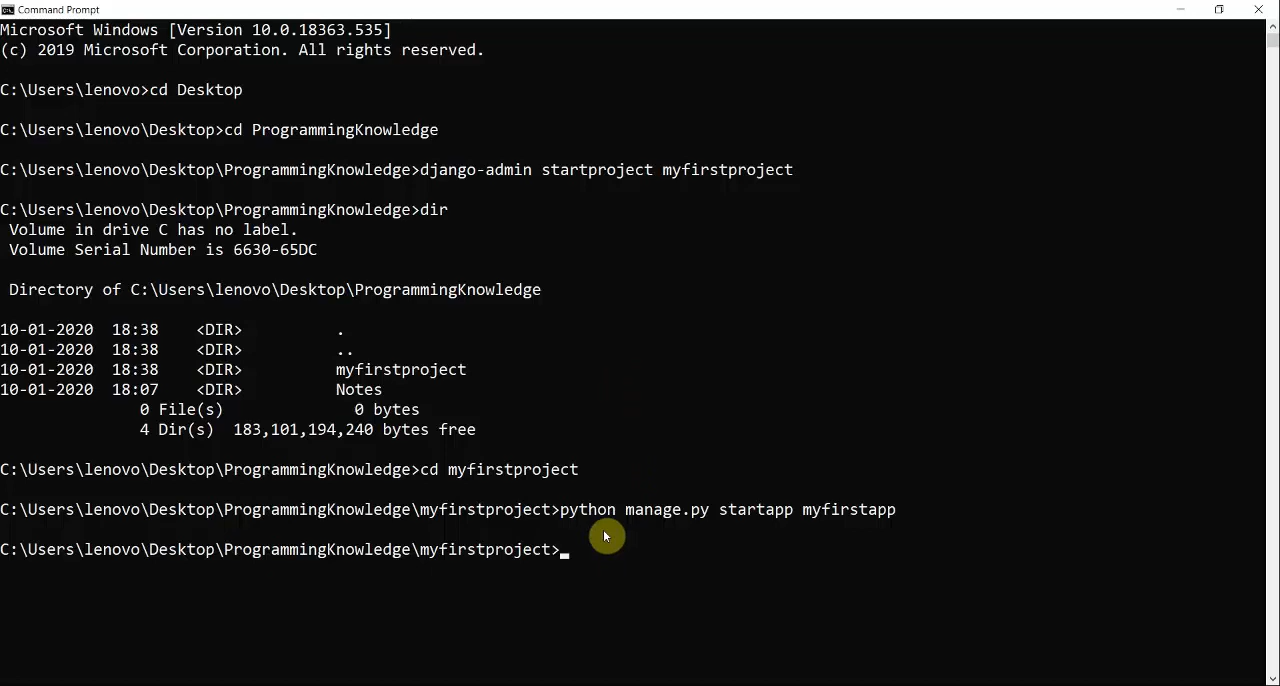 Command Prompt
Microsoft Windows [Version 10.0.18363.535]
(c) 2019 Microsoft Corporation. All rights reserved.
C:\Users\lenovo>cd Desktop
C:\Users\lenovo\Desktop>cd ProgrammingKnowledge
C:\Users\lenovo\Desktop\ProgrammingKnowledge>django-admin startproject myfirstproject
C:\Users\lenovo\Desktop\ProgrammingKnowledge>dir
Volume in drive C has no label.
Volume Serial Number is 6630-65DC
Directory of C:\Users\lenovo\Desktop\ProgrammingKnowledge
10-01-2020 18:38 <DIR> .
10-01-2020 18:38 <DIR> ..
10-01-2020 18:38 <DIR> myfirstproject
10-01-2020 18:07 <DIR> Notes
0 File(s) 0 bytes
4 Dir(s) 183,101,194,240 bytes free
C:\Users\lenovo\Desktop\ProgrammingKnowledge>cd myfirstproject
C:\Users\lenovo\Desktop\ProgrammingKnowledge\myfirstproject>python manage.py startapp myfirstapp
C:\Users\lenovo\Desktop\ProgrammingKnowledge\myfirstproject>